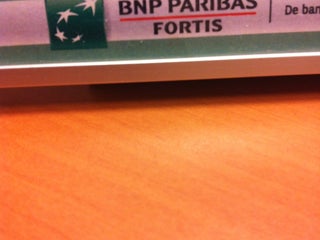 BNP PARIBAS
FORTIS
De ban